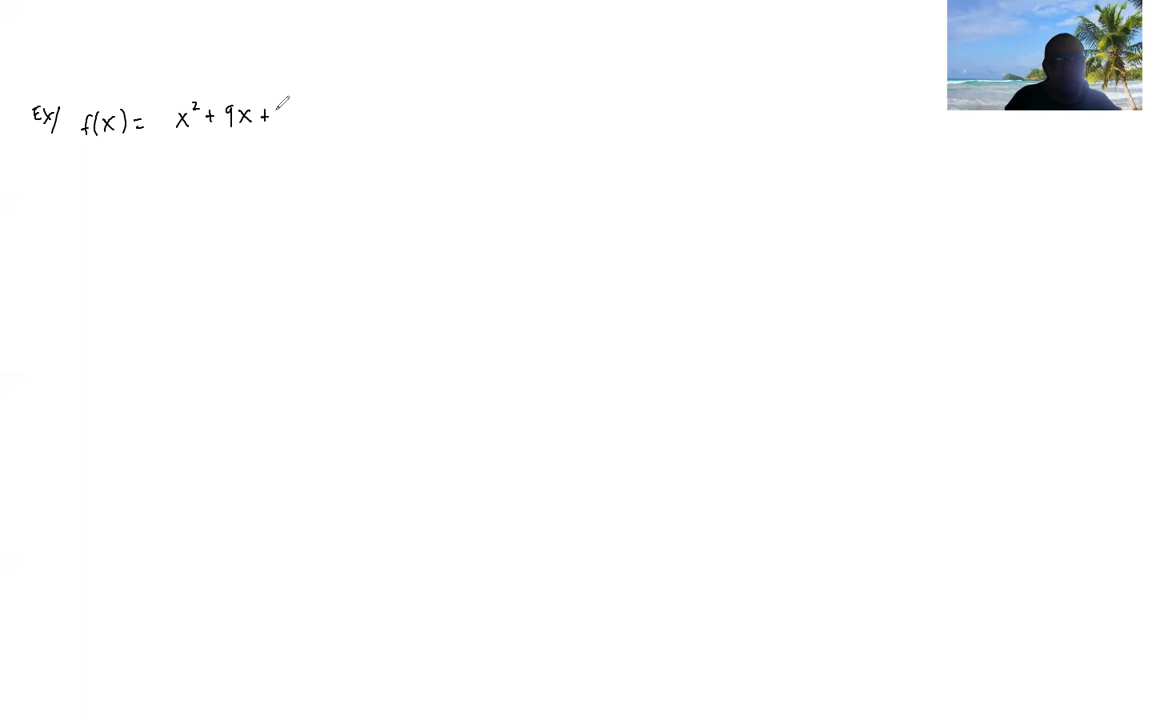 Ex/ f(x) = x² + 9x +